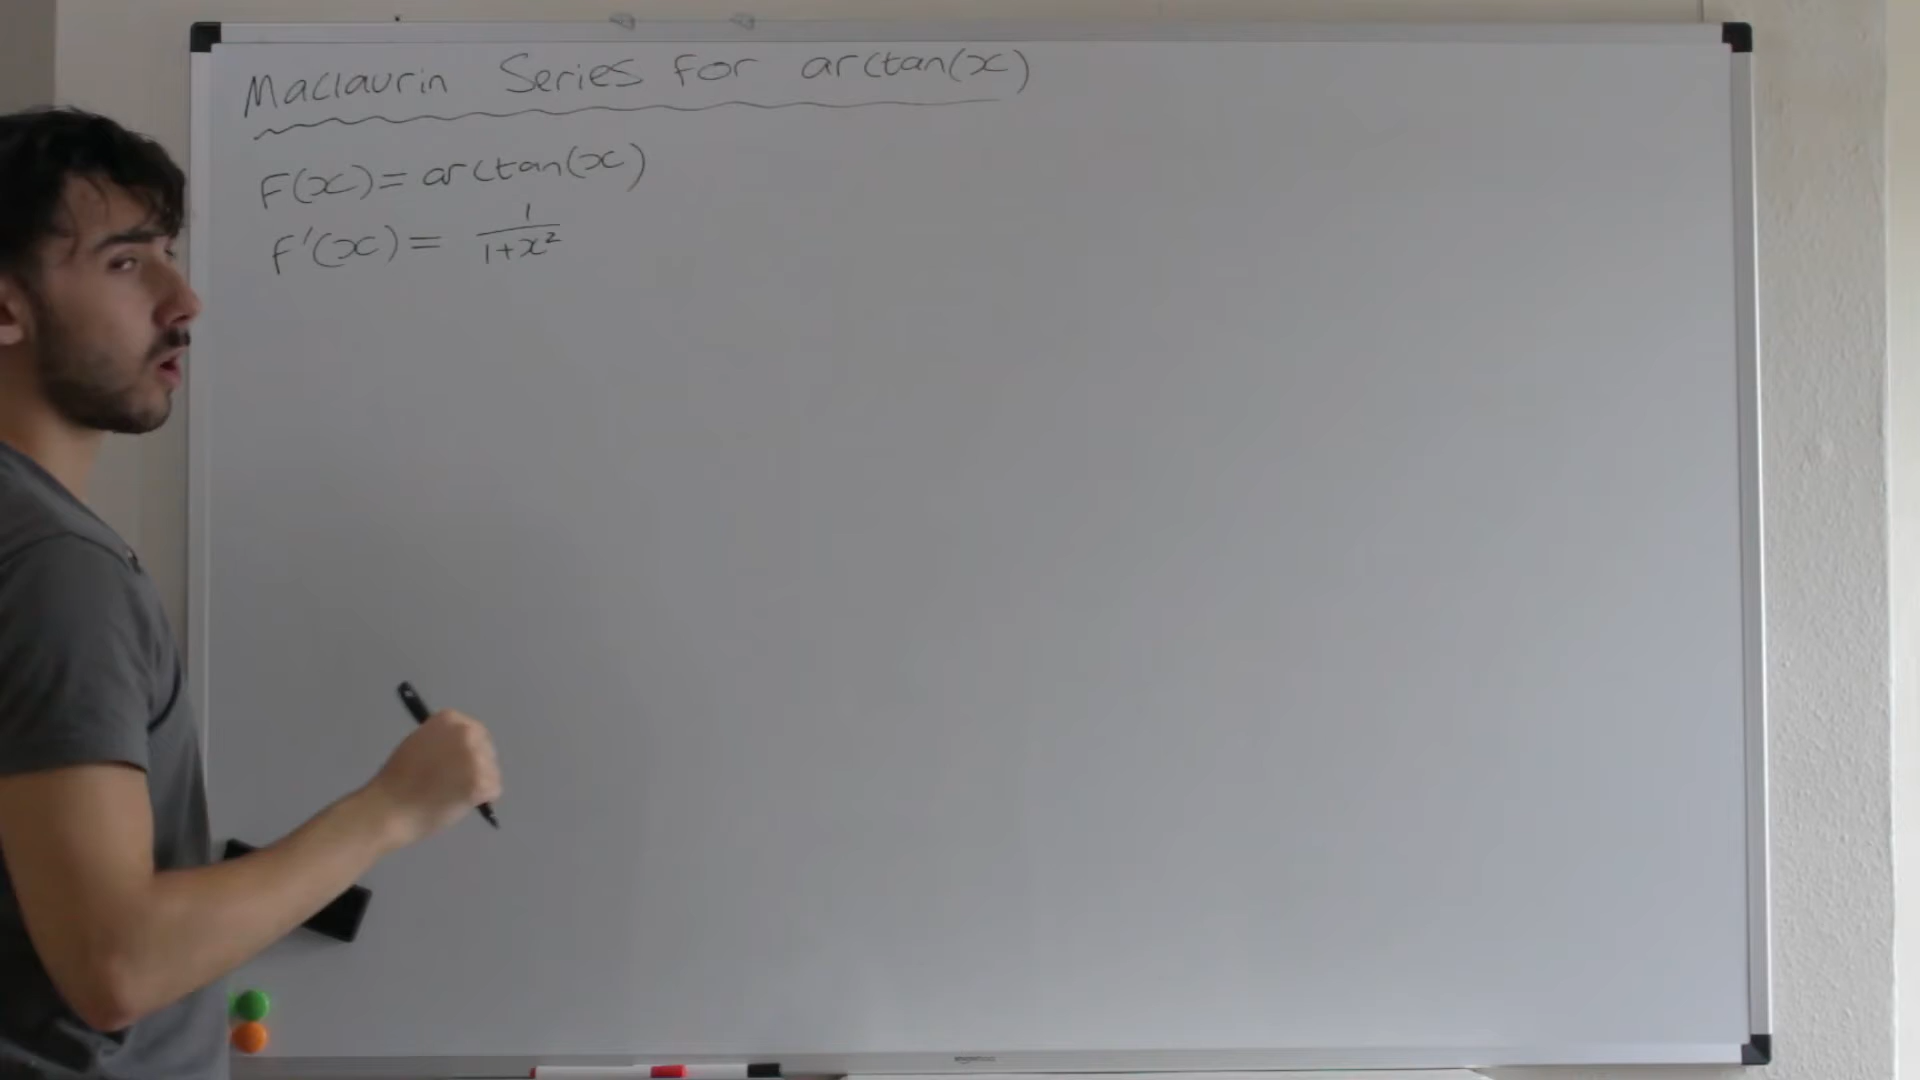 Maclaurin Series for arctan(x)
F(x) = arctan(x)
F'(x) = 1/(1+x²)